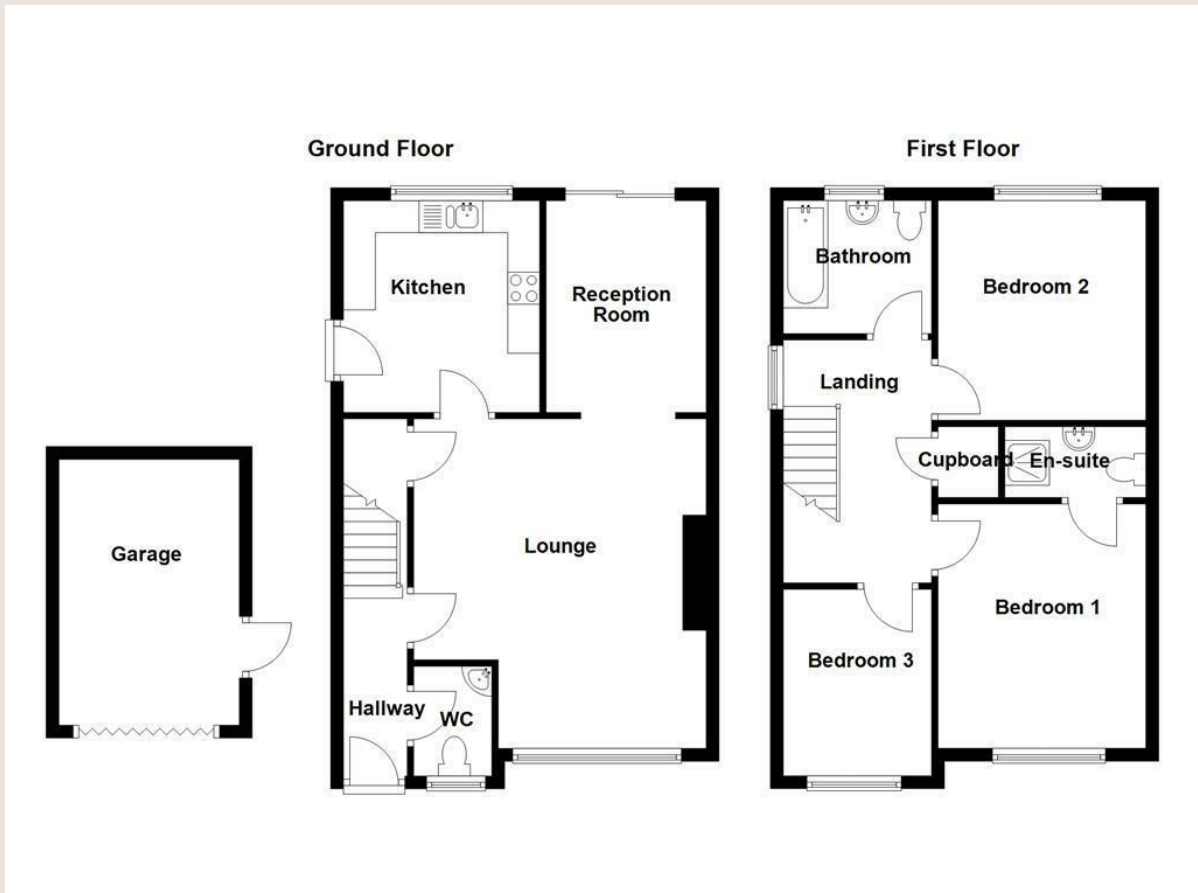 Ground Floor
First Floor
Kitchen
Reception
Room
Garage
Lounge
Hallway
WC
Bathroom
Bedroom 2
Landing
Cupboard
En-suite
Bedroom 1
Bedroom 3